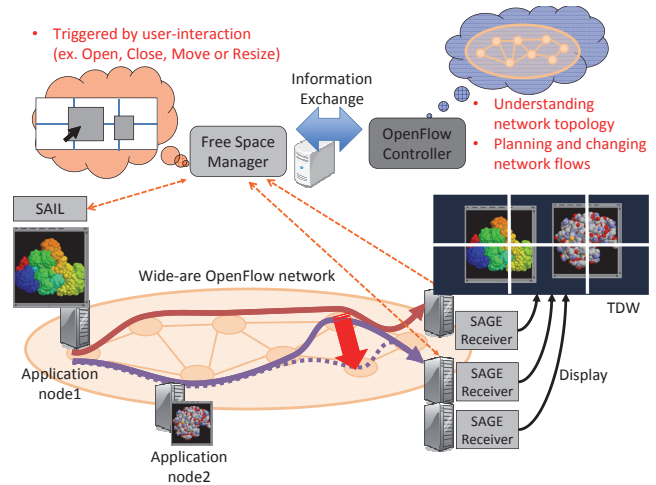 • Triggered by user-interaction
(ex. Open, Close, Move or Resize)
Information
Exchange
Free Space
Manager
OpenFlow
Controller
• Understanding
network topology
• Planning and changing
network flows
SAIL
Wide-are OpenFlow network
TDW
SAGE
Receiver
Application
node1
SAGE
Receiver
Display
SAGE
Receiver
Application
node2